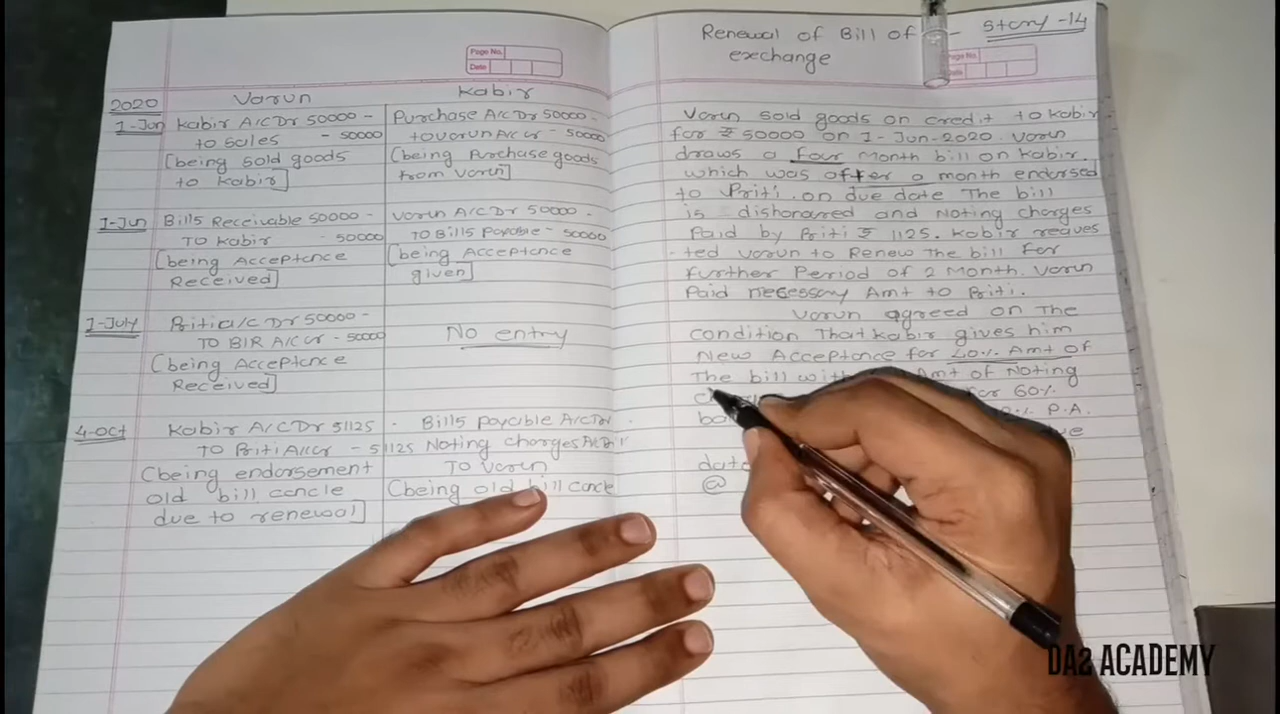 Page No.
Date
2020 Varun Kabir
1-Jun Kabir A/C Dr 50000-
to sales - 50000
[being sold goods
to kabir]
Purchase A/C Dr 50000-
to Varun A/c cr - 50000
[being Purchase goods
from Varun]
1-Jun Bills Receivable 50000-
TO Kabir - 50000
[being Acceptance
Received]
Varun A/C Dr 50000-
TO Bills Payable - 50000
[being Acceptance
given]
1-July Priti a/c Dr 50000-
TO B/R A/C cr - 50000
[being Acceptance
Received]
No entry
4-Oct Kabir A/C Dr 51125
TO Priti A/c cr - 51125
[being endorsement
old bill cancle
due to renewal]
Bills payable A/C Dr
Noting charges A/c Dr
To Varun
[being old bill cancle
Renewal of Bill of - Story -14
exchange
Page No.
Date
Varun sold goods on credit to kabir
for ₹ 50000 on 1-Jun-2020. Varun
draws a four Month bill on kabir.
which was after a month endorsed
to Priti. on due date The bill
is dishonored and Noting charges
Paid by Priti ₹ 1125. Kabir reques
-ted Varun to Renew The bill for
further Period of 2 Month. Varun
Paid necessary Amt to Priti.
Varun agreed on The
condition That kabir gives him
New Acceptance for Amt of
The bill Amt of Noting
60%
P.A.
@
DA2 ACADEMY